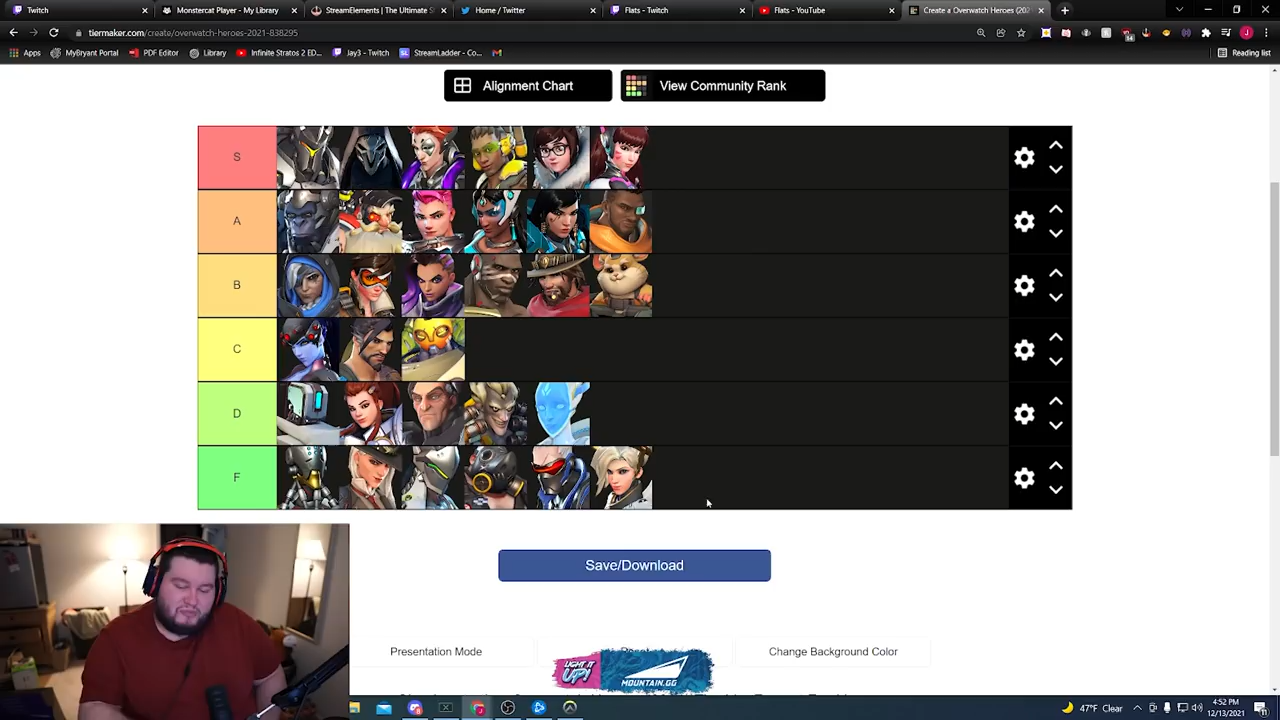 Twitch
Monstercat Player - My Library
StreamElements | The Ultimate S
Home / Twitter
Flats - Twitch
Flats - YouTube
Create a Overwatch Heroes (202
tiermaker.com/create/overwatch-heroes-2021-838295
Apps
MyBryant Portal
PDF Editor
Library
Infinite Stratos 2 ED...
Jay3 - Twitch
StreamLadder - Co...
Reading list
Alignment Chart
View Community Rank
S
A
B
C
D
F
Save/Download
Presentation Mode
Change Background Color
LIGHT IT UP!
MOUNTAIN.GG
47°F Clear
4:52 PM
12/13/2021